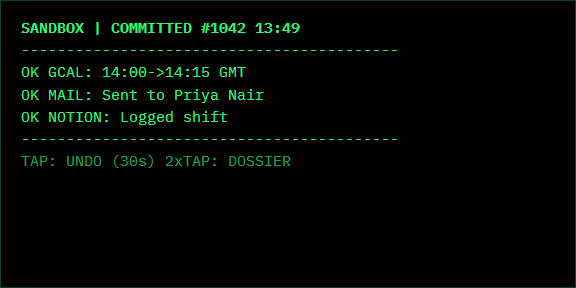 SANDBOX | COMMITTED #1042 13:49
------------------------------------------
OK GCAL: 14:00->14:15 GMT
OK MAIL: Sent to Priya Nair
OK NOTION: Logged shift
------------------------------------------
TAP: UNDO (30s) 2xTAP: DOSSIER